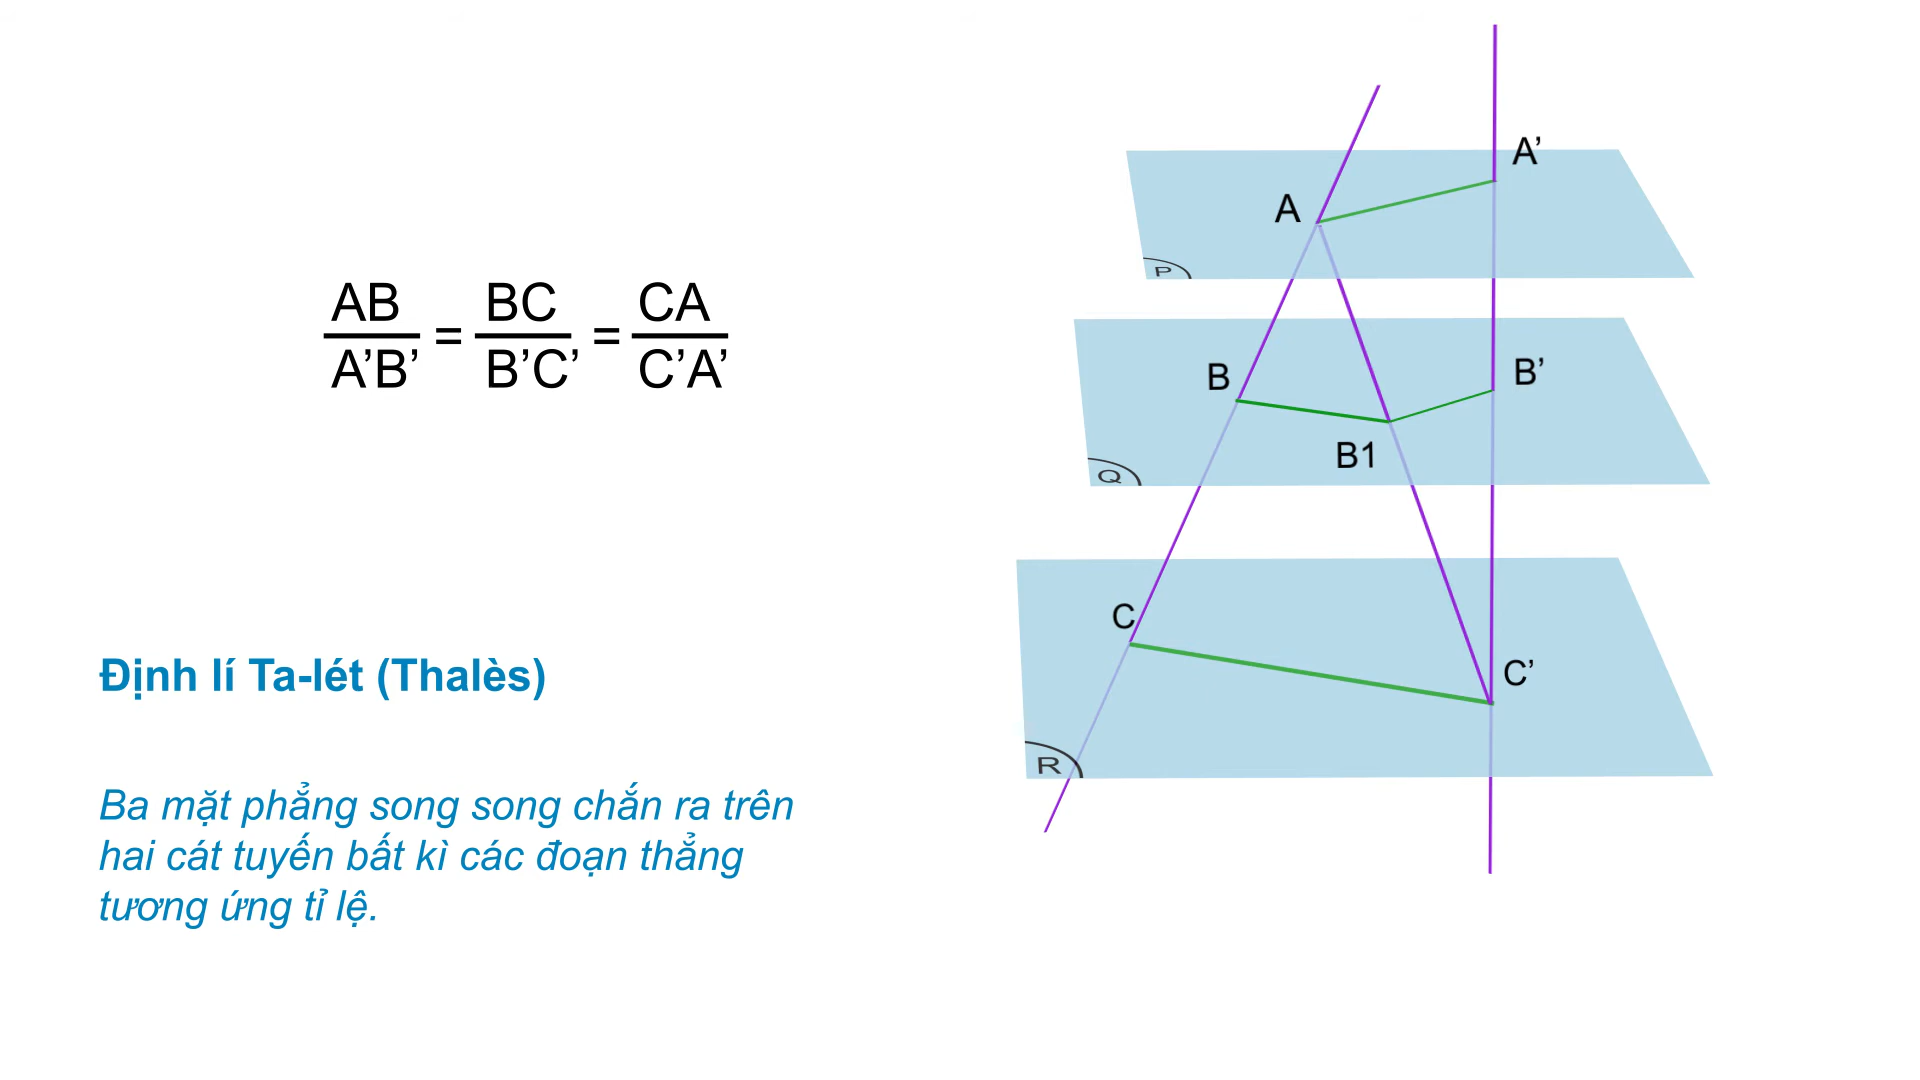 AB BC CA
= =
A’B’ B’C’ C’A’
Định lí Ta-lét (Thalès)
Ba mặt phẳng song song chắn ra trên
hai cát tuyến bất kì các đoạn thẳng
tương ứng tỉ lệ.
A’
A
P
B’
B
B1
Q
C
C’
R